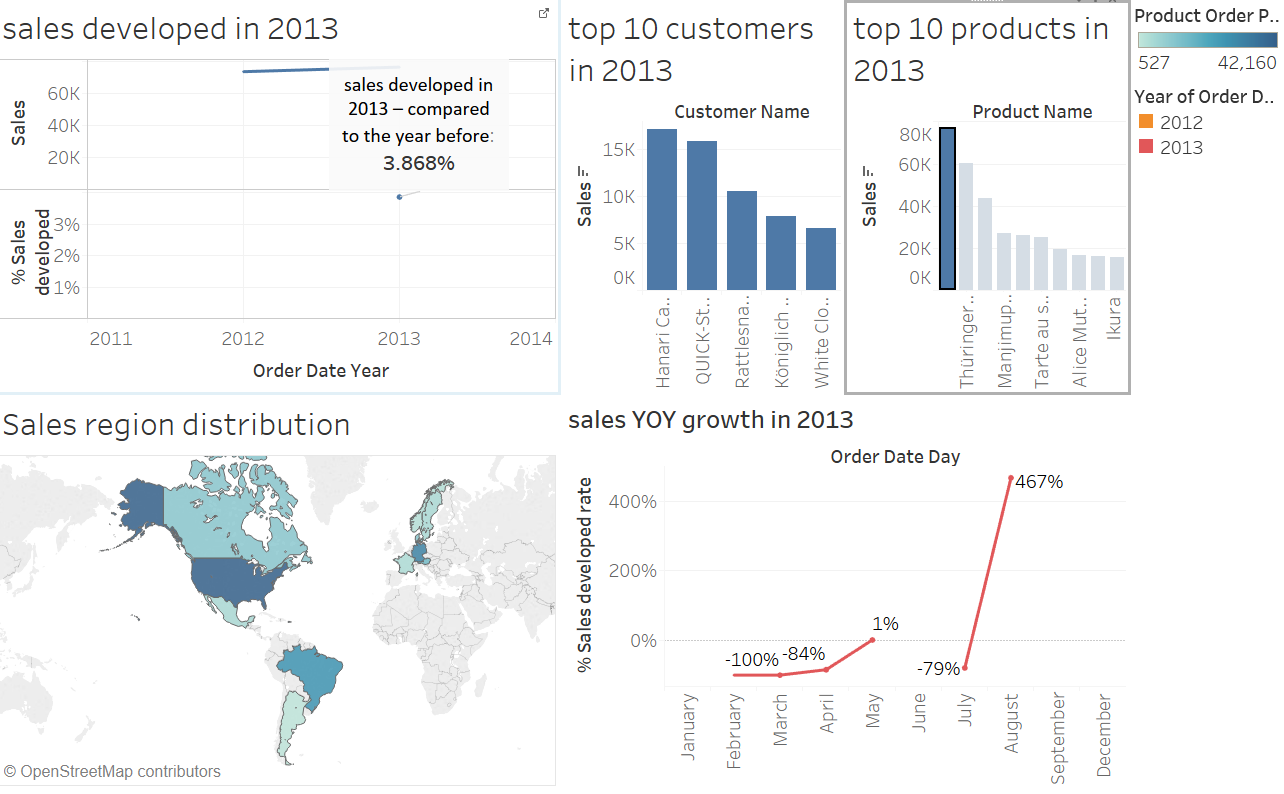 sales developed in 2013
Sales
60K
40K
20K
% Sales
developed
3%
2%
1%
sales developed in
2013 – compared
to the year before:
3.868%
2011
2012
2013
2014
Order Date Year
top 10 customers
in 2013
Customer Name
Sales
15K
10K
5K
0K
Hanari Ca..
QUICK-St..
Rattlesna..
Königlich ..
White Clo..
top 10 products in
2013
Product Name
Sales
80K
60K
40K
20K
0K
Thüringer..
Manjimup..
Tarte au s..
Alice Mut..
Ikura
Product Order P..
527
42,160
Year of Order D..
2012
2013
Sales region distribution
© OpenStreetMap contributors
sales YOY growth in 2013
Order Date Day
% Sales developed rate
400%
200%
0%
-100%
-84%
1%
-79%
467%
January
February
March
April
May
June
July
August
September
December